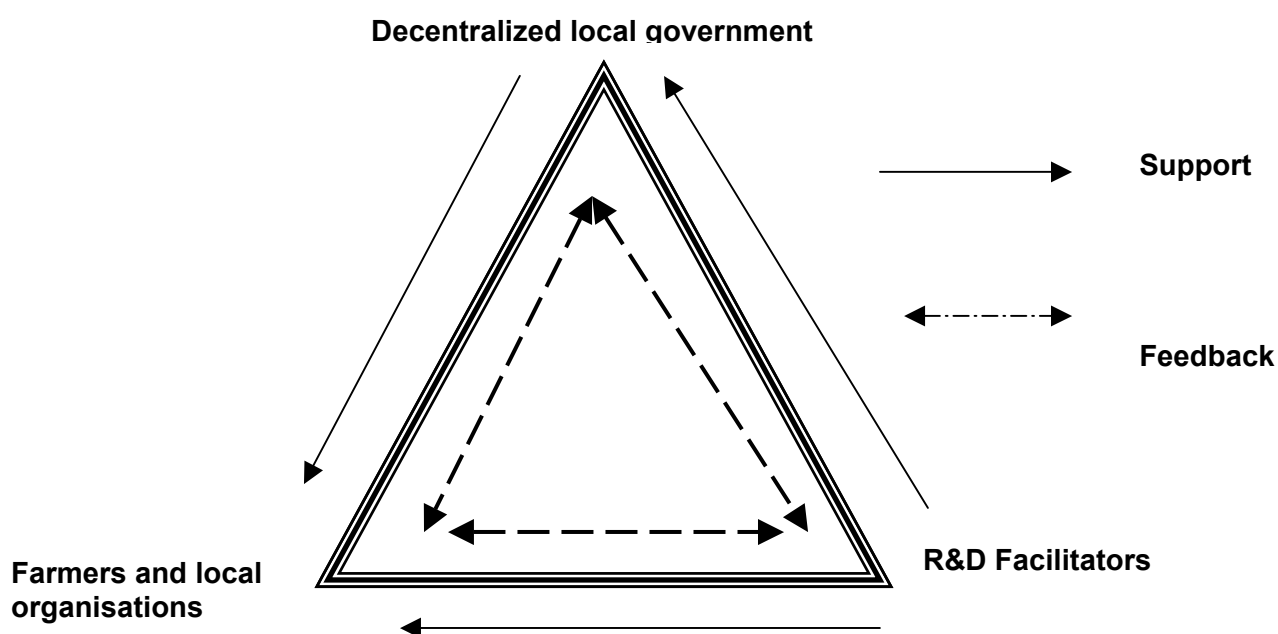 Decentralized local government
Support
Feedback
R&D Facilitators
Farmers and local
organisations